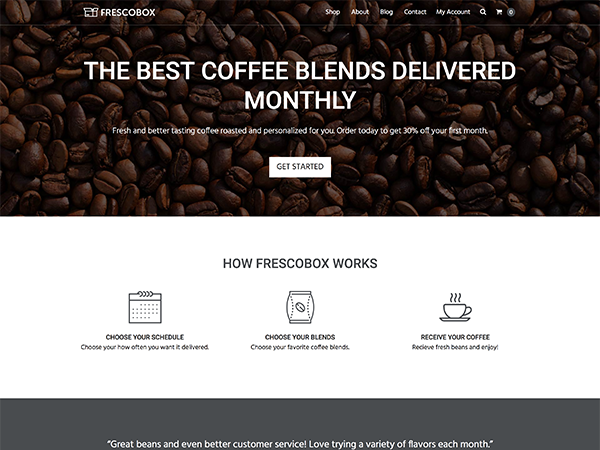 FRESCOBOX
Shop About Blog Contact My Account 0
THE BEST COFFEE BLENDS DELIVERED
MONTHLY
Fresh and better tasting coffee roasted and personalized for you. Order today to get 30% off your first month.
GET STARTED
HOW FRESCOBOX WORKS
CHOOSE YOUR SCHEDULE
Choose your how often you want it delivered.
CHOOSE YOUR BLENDS
Choose your favorite coffee blends.
RECEIVE YOUR COFFEE
Recieve fresh beans and enjoy!
“Great beans and even better customer service! Love trying a variety of flavors each month.”